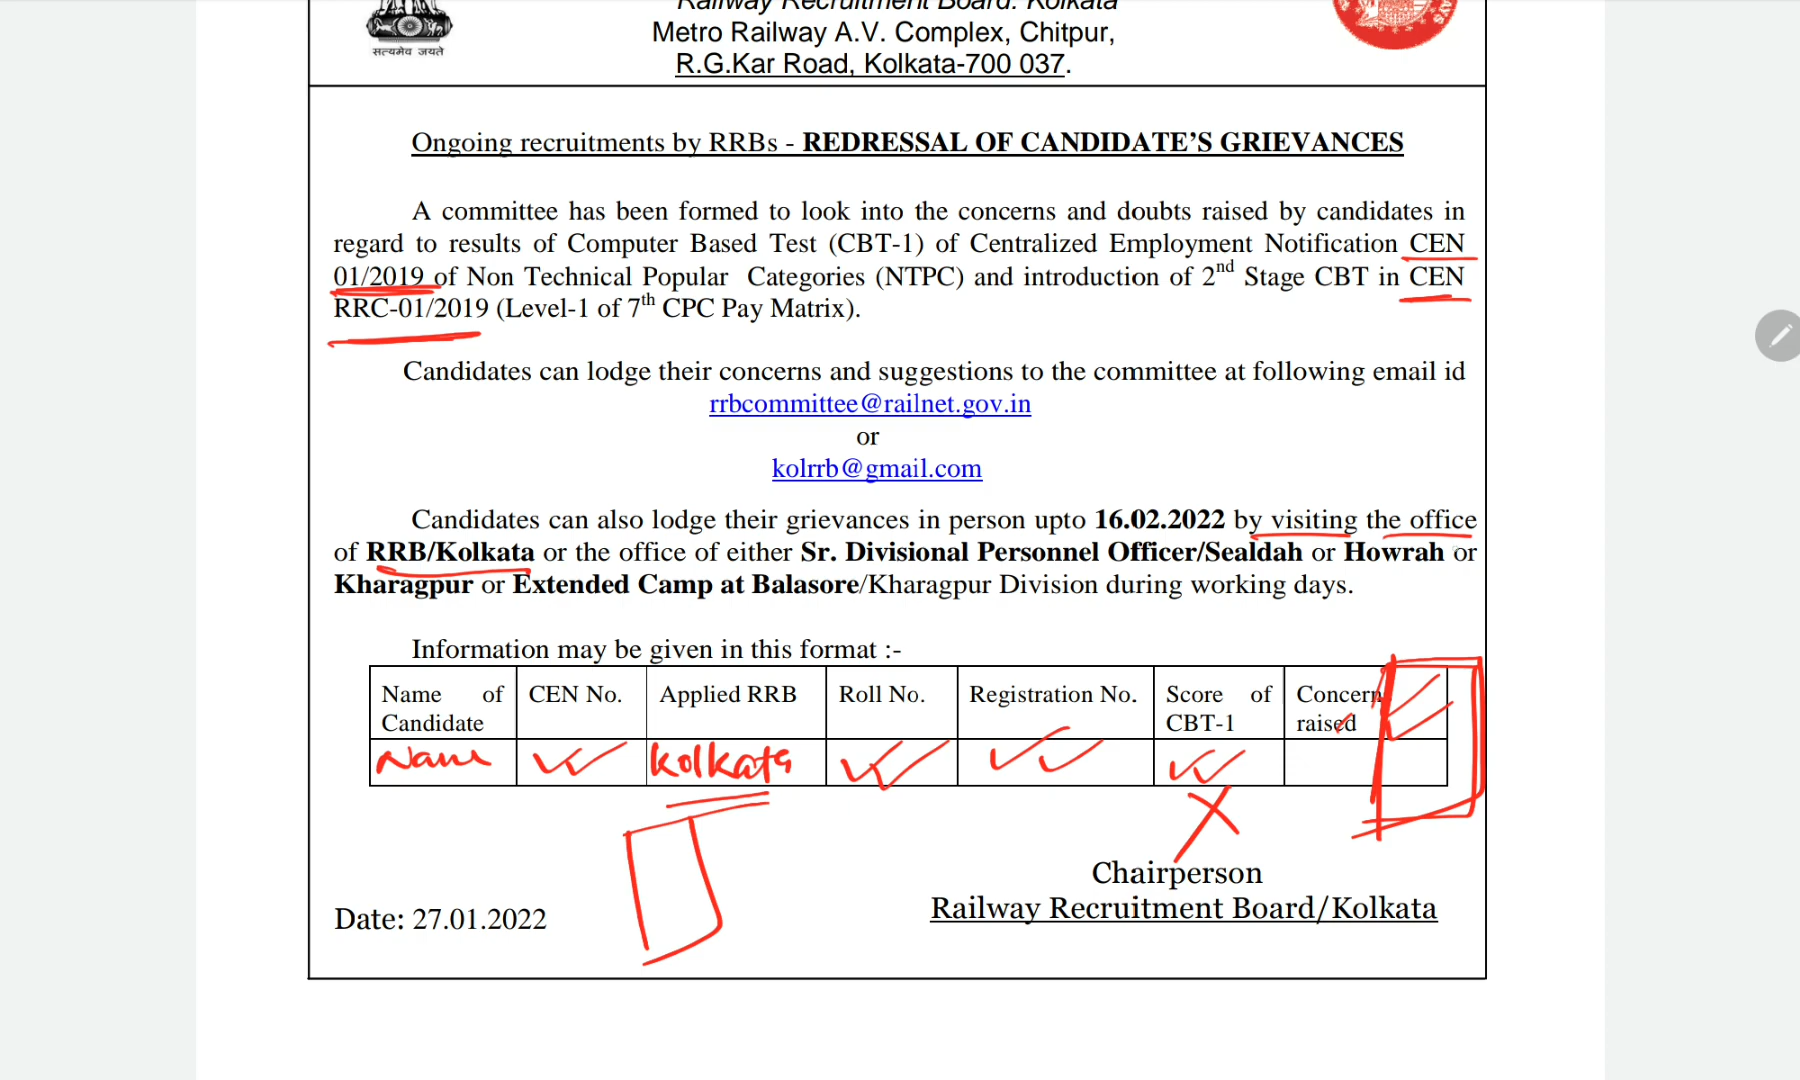 सत्यमेव जयते
Railway Recruitment Board: Kolkata
Metro Railway A.V. Complex, Chitpur,
R.G.Kar Road, Kolkata-700 037.
Ongoing recruitments by RRBs - REDRESSAL OF CANDIDATE’S GRIEVANCES
A committee has been formed to look into the concerns and doubts raised by candidates in
regard to results of Computer Based Test (CBT-1) of Centralized Employment Notification CEN
01/2019 of Non Technical Popular Categories (NTPC) and introduction of 2nd Stage CBT in CEN
RRC-01/2019 (Level-1 of 7th CPC Pay Matrix).
Candidates can lodge their concerns and suggestions to the committee at following email id
rrbcommittee@railnet.gov.in
or
kolrrb@gmail.com
Candidates can also lodge their grievances in person upto 16.02.2022 by visiting the office
of RRB/Kolkata or the office of either Sr. Divisional Personnel Officer/Sealdah or Howrah or
Kharagpur or Extended Camp at Balasore/Kharagpur Division during working days.
Information may be given in this format :-
Name of Candidate CEN No. Applied RRB Roll No. Registration No. Score of CBT-1 Concern raised
Name Kolkata
Chairperson
Railway Recruitment Board/Kolkata
Date: 27.01.2022